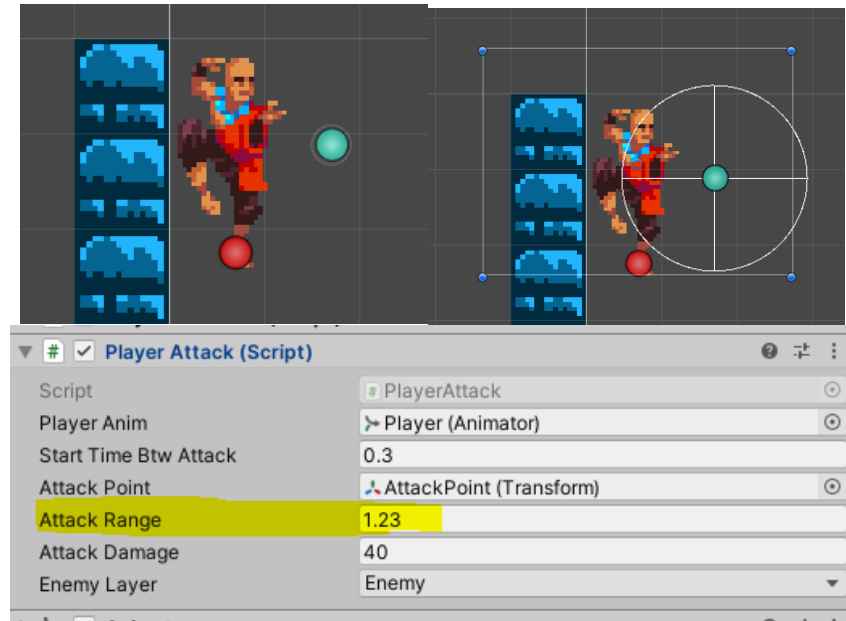 Player Attack (Script)
Script # PlayerAttack
Player Anim Player (Animator)
Start Time Btw Attack 0.3
Attack Point AttackPoint (Transform)
Attack Range 1.23
Attack Damage 40
Enemy Layer Enemy